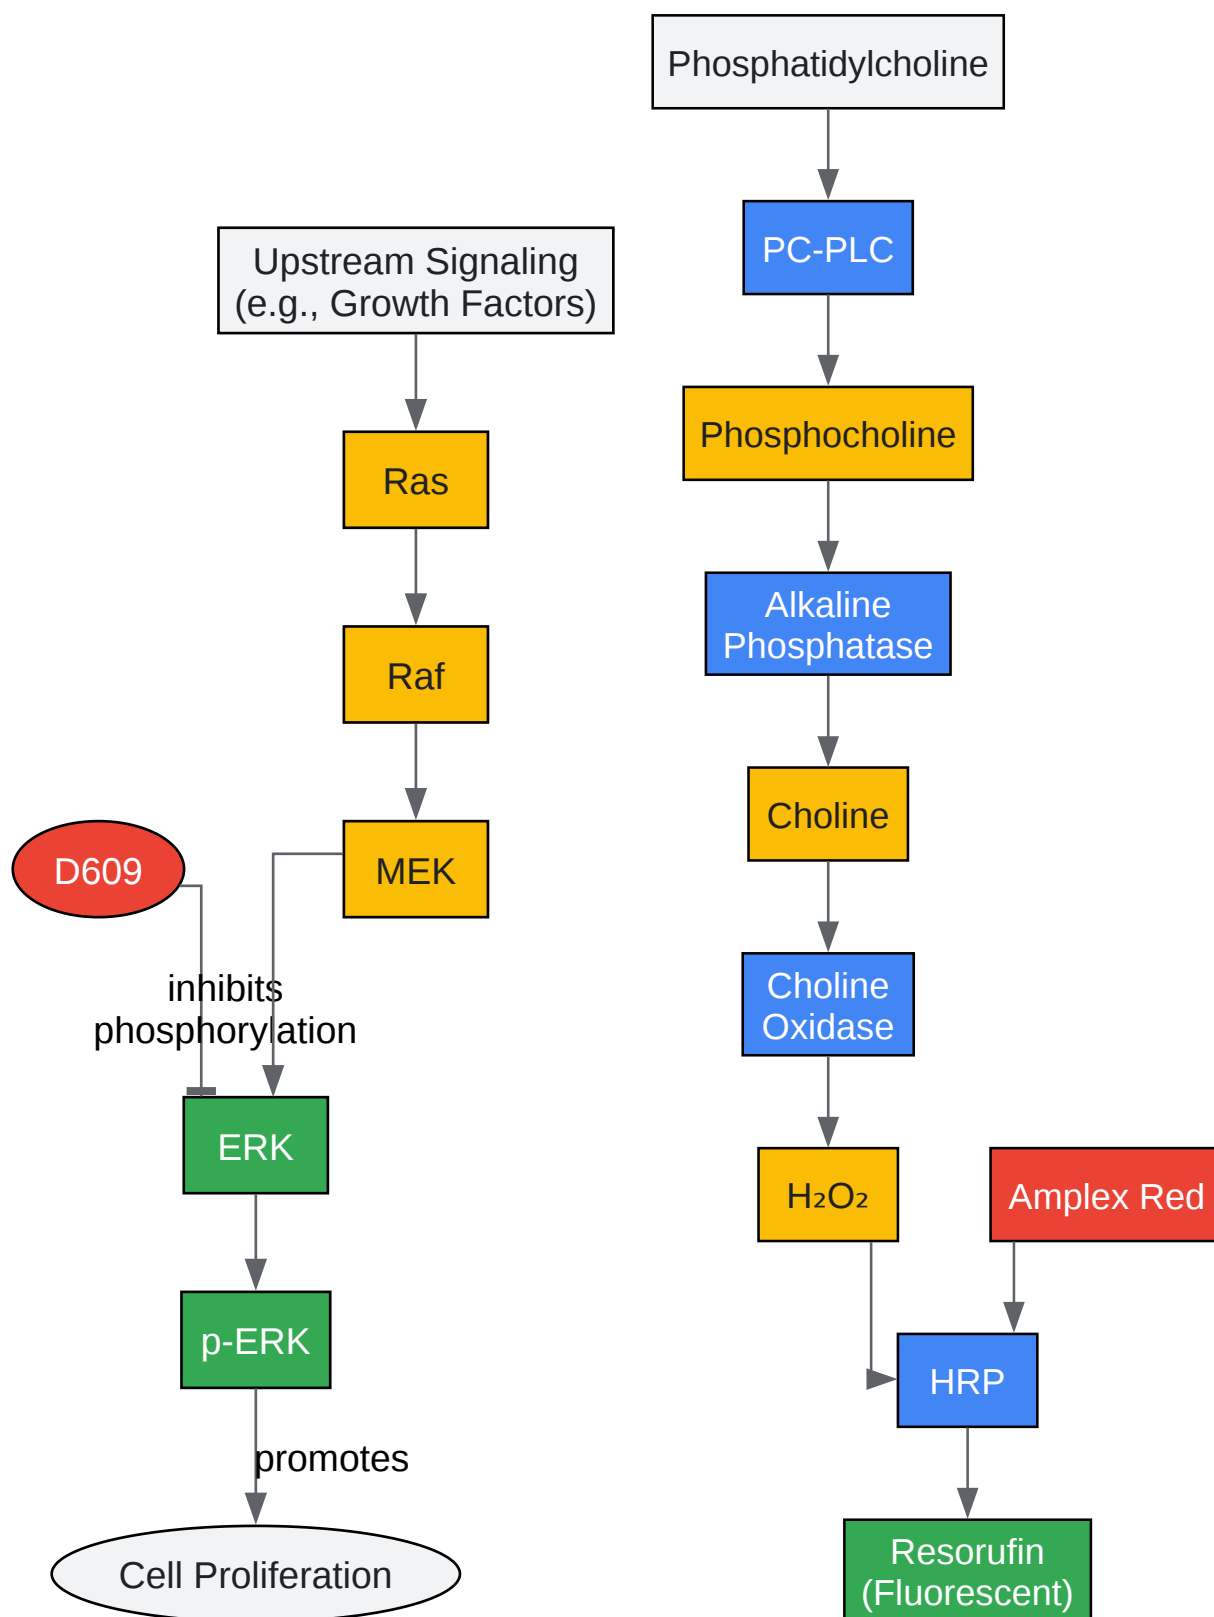 Upstream Signaling
(e.g., Growth Factors)
Ras
Raf
MEK
D609
inhibits
phosphorylation
ERK
p-ERK
promotes
Cell Proliferation
Phosphatidylcholine
PC-PLC
Phosphocholine
Alkaline
Phosphatase
Choline
Choline
Oxidase
H₂O₂
Amplex Red
HRP
Resorufin
(Fluorescent)